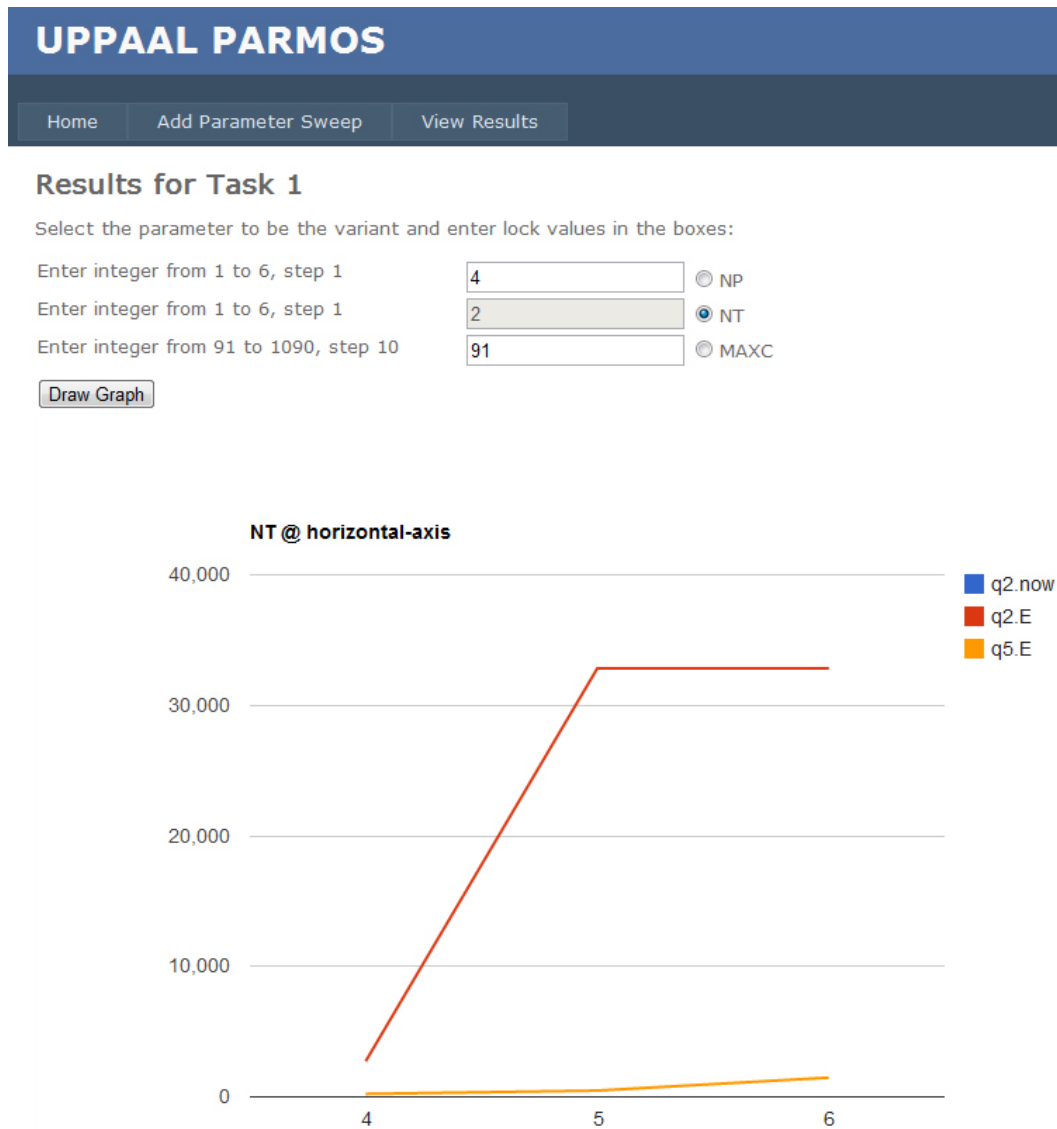 UPPAAL PARMOS
Home Add Parameter Sweep View Results
Results for Task 1
Select the parameter to be the variant and enter lock values in the boxes:
Enter integer from 1 to 6, step 1 4 NP
Enter integer from 1 to 6, step 1 2 NT
Enter integer from 91 to 1090, step 10 91 MAXC
Draw Graph
NT @ horizontal-axis
40,000
30,000
20,000
10,000
0
4 5 6
q2.now
q2.E
q5.E